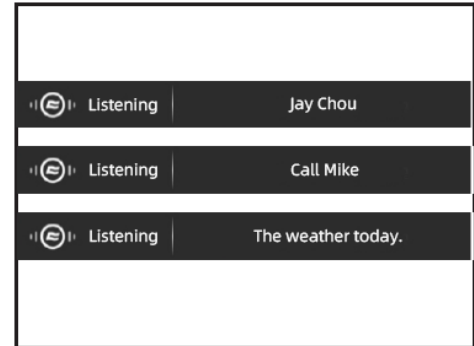 Listening Jay Chou
Listening Call Mike
Listening The weather today.